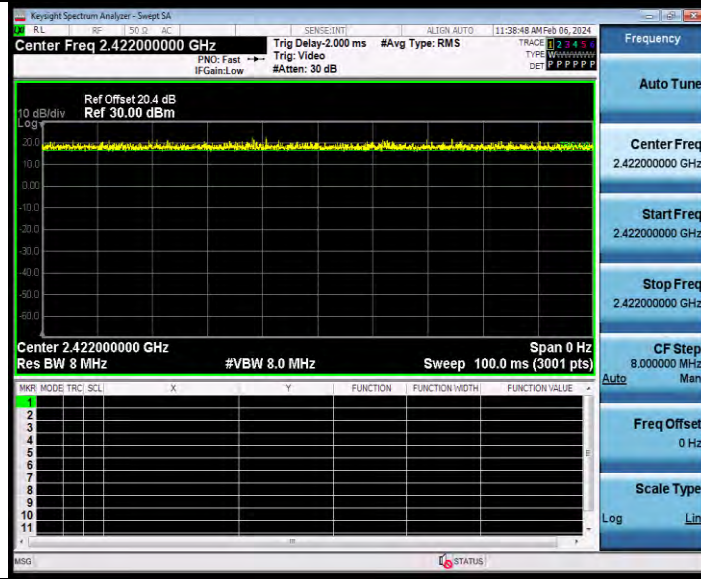 Keysight Spectrum Analyzer - Swept SA
RL RF 50 Ω AC SENSE:INT ALIGN AUTO 11:38:48 AM Feb 06, 2024
Center Freq 2.422000000 GHz
PNO: Fast
IFGain:Low
Trig Delay-2.000 ms
Trig: Video
#Atten: 30 dB
#Avg Type: RMS
TRACE 1 2 3 4 5 6
TYPE WWWWWW
DET P P P P P P
Ref Offset 20.4 dB
10 dB/div Ref 30.00 dBm
Log
20.0
10.0
0.00
-10.0
-20.0
-30.0
-40.0
-50.0
-60.0
Center 2.422000000 GHz Span 0 Hz
Res BW 8 MHz #VBW 8.0 MHz Sweep 100.0 ms (3001 pts)
MKR MODE TRC SCL X Y FUNCTION FUNCTION WIDTH FUNCTION VALUE
1
2
3
4
5
6
7
8
9
10
11
MSG STATUS
Frequency
Auto Tune
Center Freq
2.422000000 GHz
Start Freq
2.422000000 GHz
Stop Freq
2.422000000 GHz
CF Step
8.000000 MHz
Auto Man
Freq Offset
0 Hz
Scale Type
Log Lin